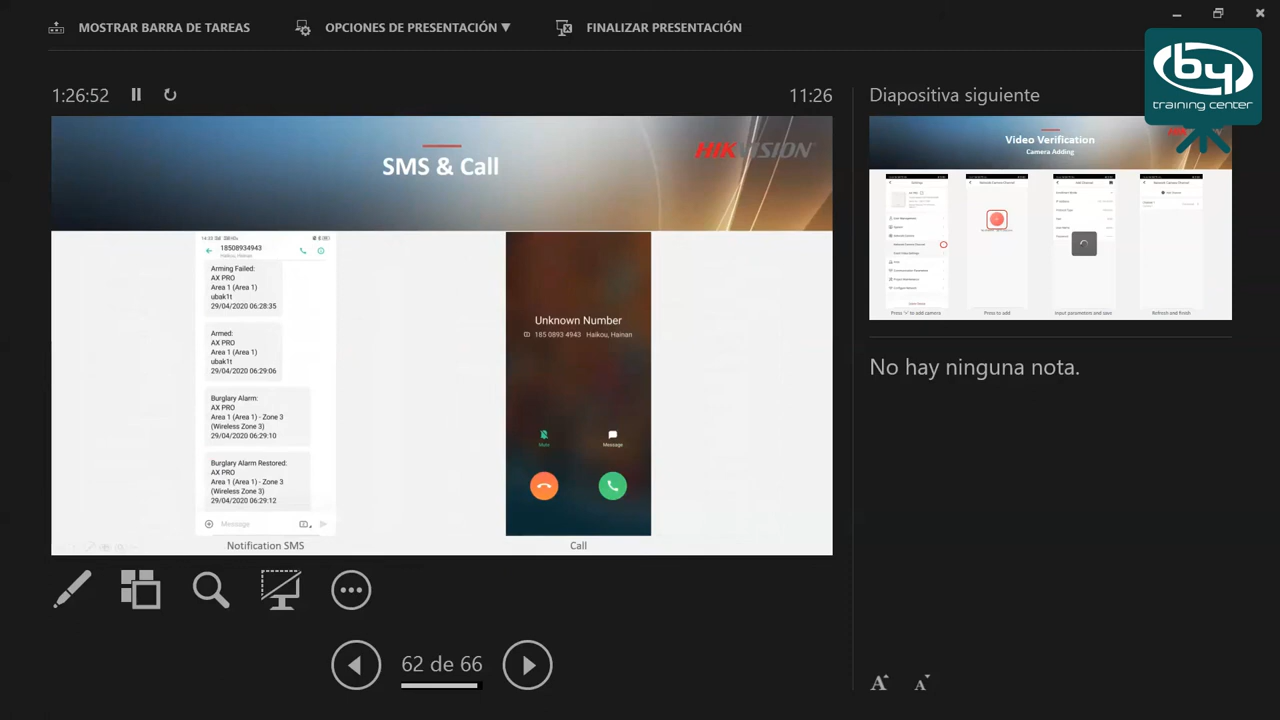 MOSTRAR BARRA DE TAREAS
OPCIONES DE PRESENTACIÓN ▼
FINALIZAR PRESENTACIÓN
by
training center
1:26:52
11:26
Diapositiva siguiente
SMS & Call
HIKVISION
18508934943
Haikou, Hainan
Arming Failed:
AX PRO
Area 1 (Area 1)
ubak1t
29/04/2020 06:28:35
Armed:
AX PRO
Area 1 (Area 1)
ubak1t
29/04/2020 06:29:06
Burglary Alarm:
AX PRO
Area 1 (Area 1) - Zone 3
(Wireless Zone 3)
29/04/2020 06:29:10
Burglary Alarm Restored:
AX PRO
Area 1 (Area 1) - Zone 3
(Wireless Zone 3)
29/04/2020 06:29:12
Message
Notification SMS
Unknown Number
185 0893 4943 Haikou, Hainan
Mute
Message
Call
Video Verification
Camera Adding
Press "+" to add camera
Press to add
Input parameters and save
Refresh and finish
No hay ninguna nota.
62 de 66
A
A